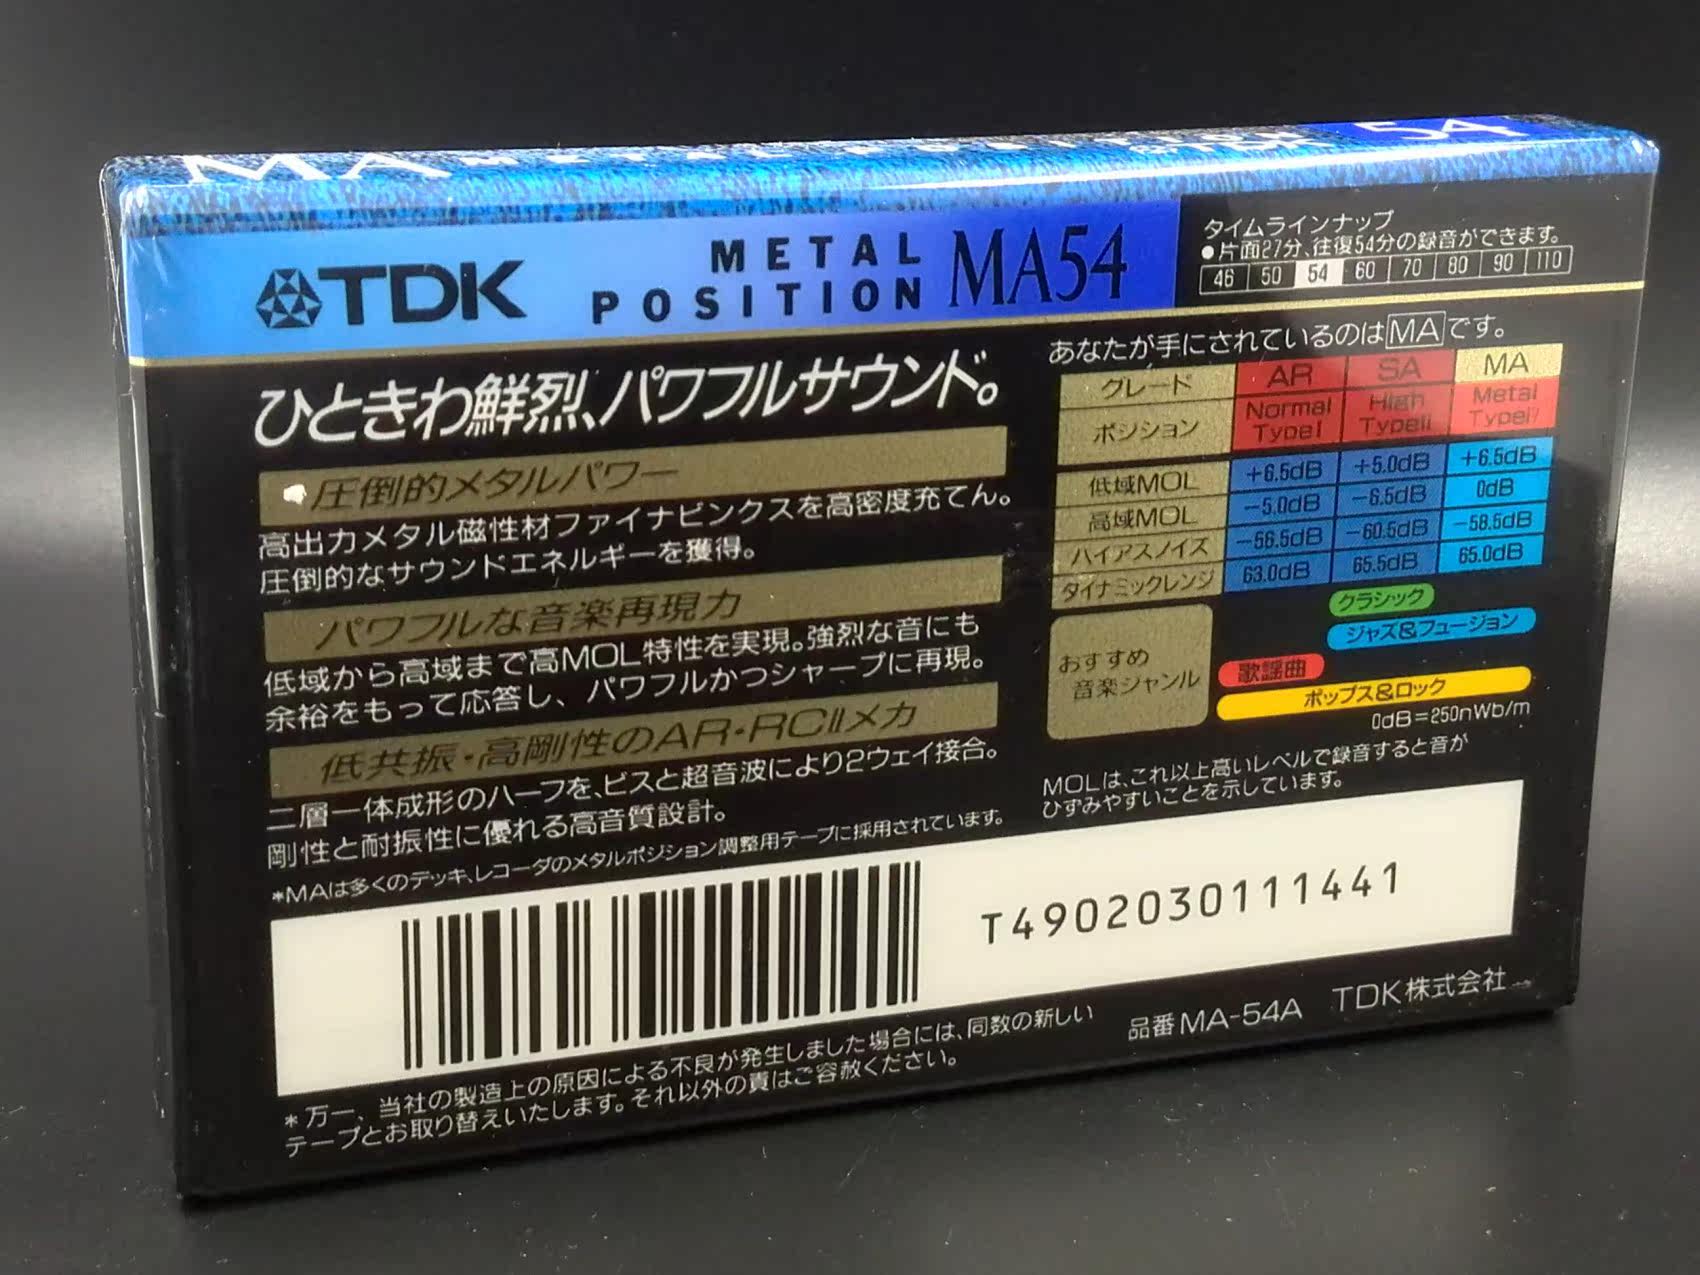 MA METAL POSITION TDK 54
TDK
METAL
POSITION
MA54
タイムラインナップ
●片面27分、往復54分の録音ができます。
46 50 54 60 70 80 90 110
ひときわ鮮烈、パワフルサウンド。
圧倒的メタルパワー
高出力メタル磁性材ファイナビンクスを高密度充てん。
圧倒的なサウンドエネルギーを獲得。
パワフルな音楽再現力
低域から高域まで高MOL特性を実現。強烈な音にも
余裕をもって応答し、パワフルかつシャープに再現。
低共振・高剛性のAR・RCIIメカ
二層一体成形のハーフを、ビスと超音波により2ウェイ接合。
剛性と耐振性に優れる高音質設計。
*MAは多くのデッキ、レコーダのメタルポジション調整用テープに採用されています。
あなたが手にされているのはMAです。
グレード AR SA MA
ポジション Normal TypeI High TypeII Metal TypeIV
低域MOL +6.5dB +5.0dB +6.5dB
高域MOL -5.0dB -6.5dB 0dB
バイアスノイズ -56.5dB -60.5dB -58.5dB
ダイナミックレンジ 63.0dB 65.5dB 65.0dB
おすすめ
音楽ジャンル
クラシック
ジャズ&フュージョン
歌謡曲
ポップス&ロック
0dB=250nWb/m
MOLは、これ以上高いレベルで録音すると音が
ひずみやすいことを示しています。
T4902030111441
*万一、当社の製造上の原因による不良が発生しました場合には、同数の新しい
テープとお取り替えいたします。それ以外の責はご容赦ください。
品番MA-54A TDK株式会社